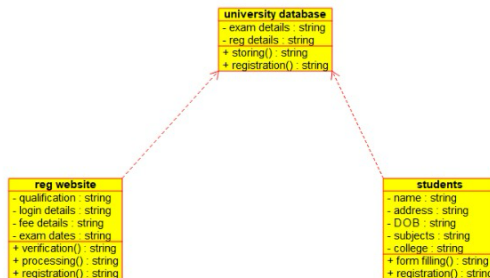 university database
- exam details : string
- reg details : string
+ storing() : string
+ registration() : string
reg website
- qualification : string
- login details : string
- fee details : string
- exam dates : string
+ verification() : string
+ processing() : string
+ registration() : string
students
- name : string
- address : string
- DOB : string
- subjects : string
- college : string
+ form filling() : string
+ registration() : string